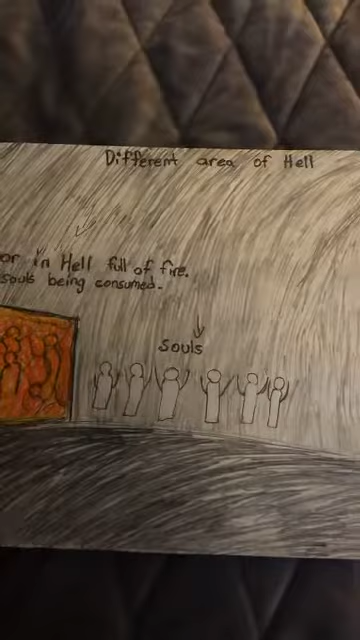 Different area of Hell
or in Hell full of fire.
souls being consumed.
souls